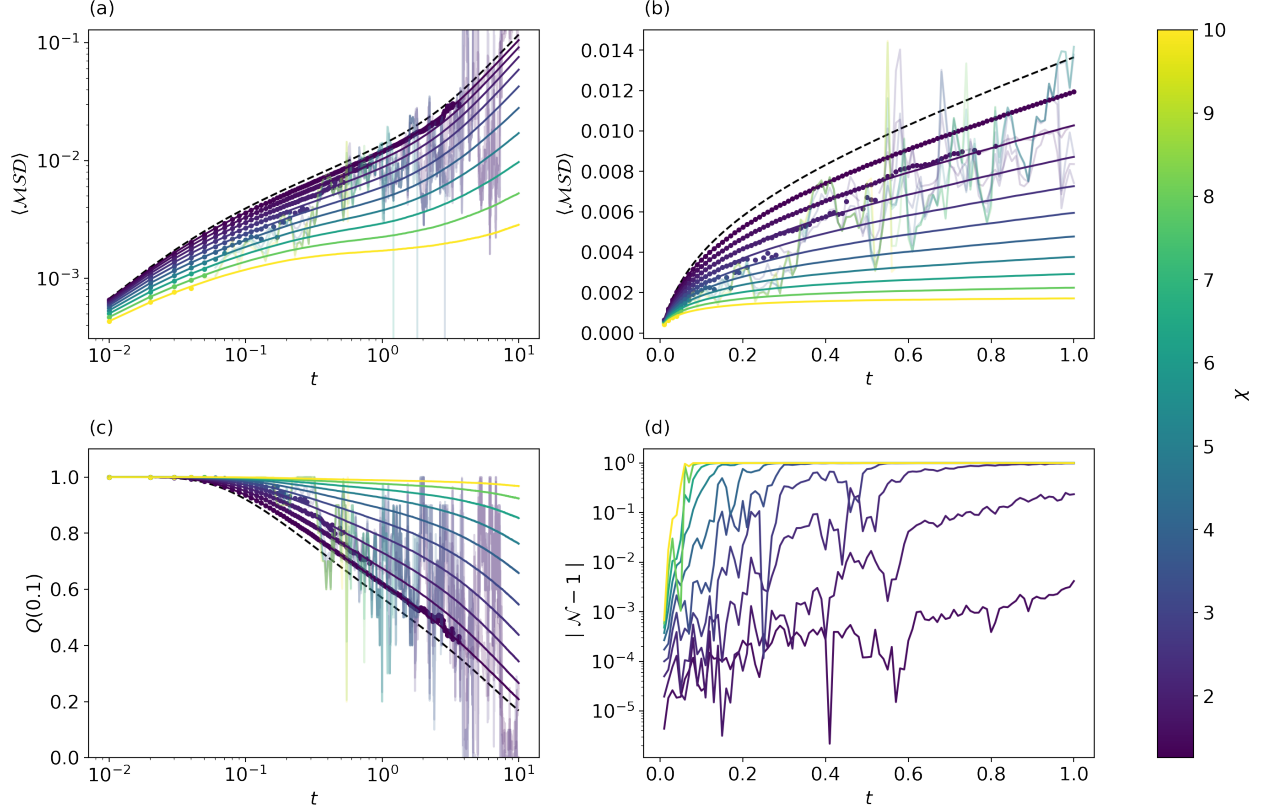 (a)
10⁻¹
10⁻²
10⁻³
⟨MSD⟩
10⁻² 10⁻¹ 10⁰ 10¹
t
(b)
0.014
0.012
0.010
0.008
0.006
0.004
0.002
0.000
⟨MSD⟩
0.0 0.2 0.4 0.6 0.8 1.0
t
(c)
1.0
0.8
0.6
0.4
0.2
0.0
Q(0.1)
10⁻² 10⁻¹ 10⁰ 10¹
t
(d)
10⁰
10⁻¹
10⁻²
10⁻³
10⁻⁴
10⁻⁵
| 𝒩 − 1 |
0.0 0.2 0.4 0.6 0.8 1.0
t
10
9
8
7
6
5
4
3
2
χ